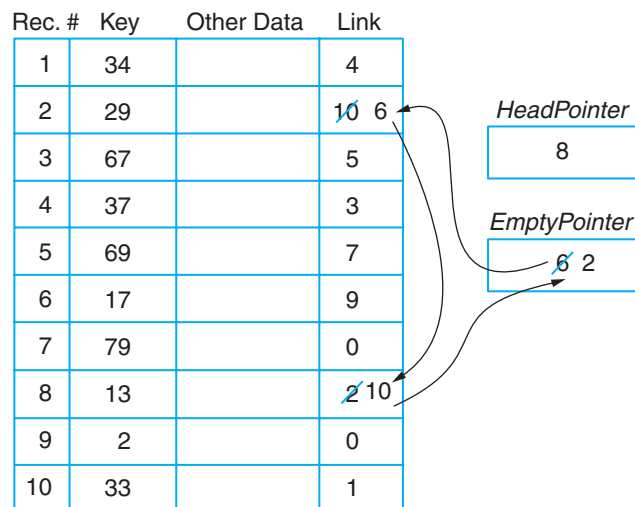 Rec. # Key Other Data Link
1 34 4
2 29 10 6
3 67 5
4 37 3
5 69 7
6 17 9
7 79 0
8 13 2 10
9 2 0
10 33 1
HeadPointer
8
EmptyPointer
6 2